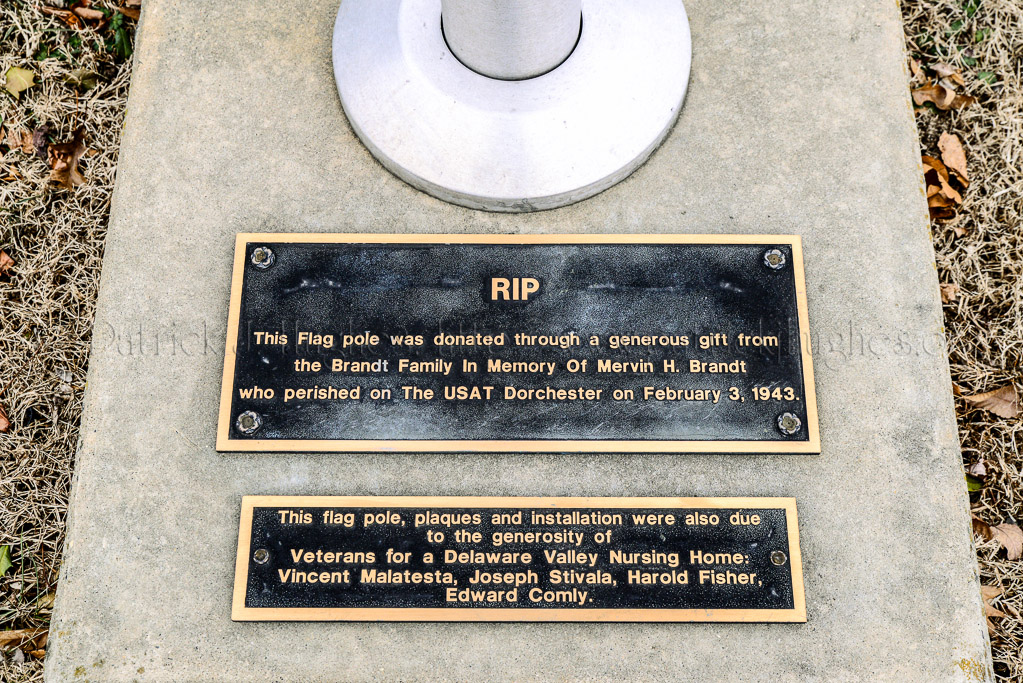 RIP
This Flag pole was donated through a generous gift from
the Brandt Family In Memory Of Mervin H. Brandt
who perished on The USAT Dorchester on February 3, 1943.
This flag pole, plaques and installation were also due
to the generosity of
Veterans for a Delaware Valley Nursing Home:
Vincent Malatesta, Joseph Stivala, Harold Fisher,
Edward Comly.